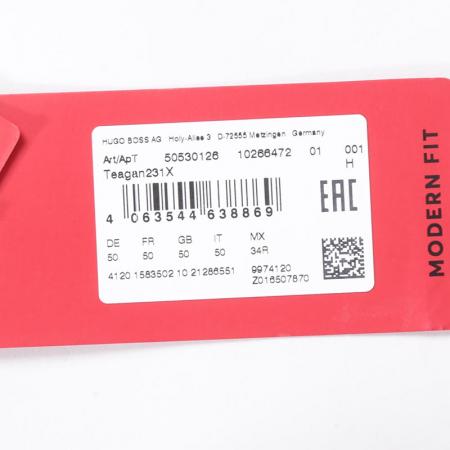 HUGO BOSS AG Holy-Allee 3 D-72555 Metzingen Germany
Art/ApT 50530126 10266472 01 001
Teagan231X H
4 063544 638869
EAC
DE FR GB IT MX
50 50 50 50 34R
4120.1583502 10 21286551 9974120
Z016507870
MODERN FIT